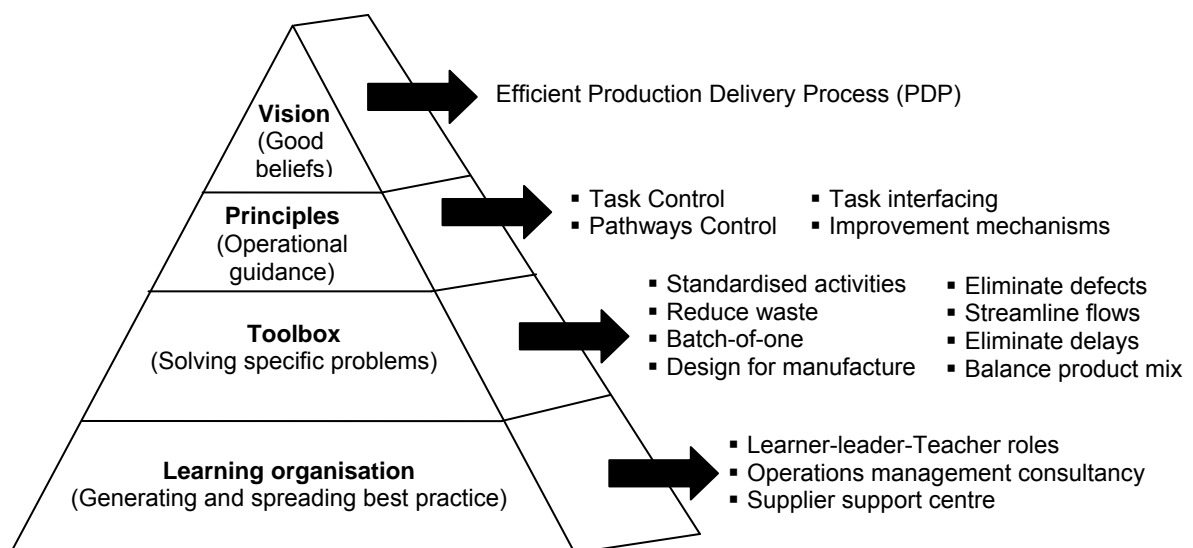 Vision
(Good
beliefs)
Efficient Production Delivery Process (PDP)
Principles
(Operational
guidance)
▪ Task Control
▪ Pathways Control
▪ Task interfacing
▪ Improvement mechanisms
Toolbox
(Solving specific problems)
▪ Standardised activities
▪ Reduce waste
▪ Batch-of-one
▪ Design for manufacture
▪ Eliminate defects
▪ Streamline flows
▪ Eliminate delays
▪ Balance product mix
Learning organisation
(Generating and spreading best practice)
▪ Learner-leader-Teacher roles
▪ Operations management consultancy
▪ Supplier support centre